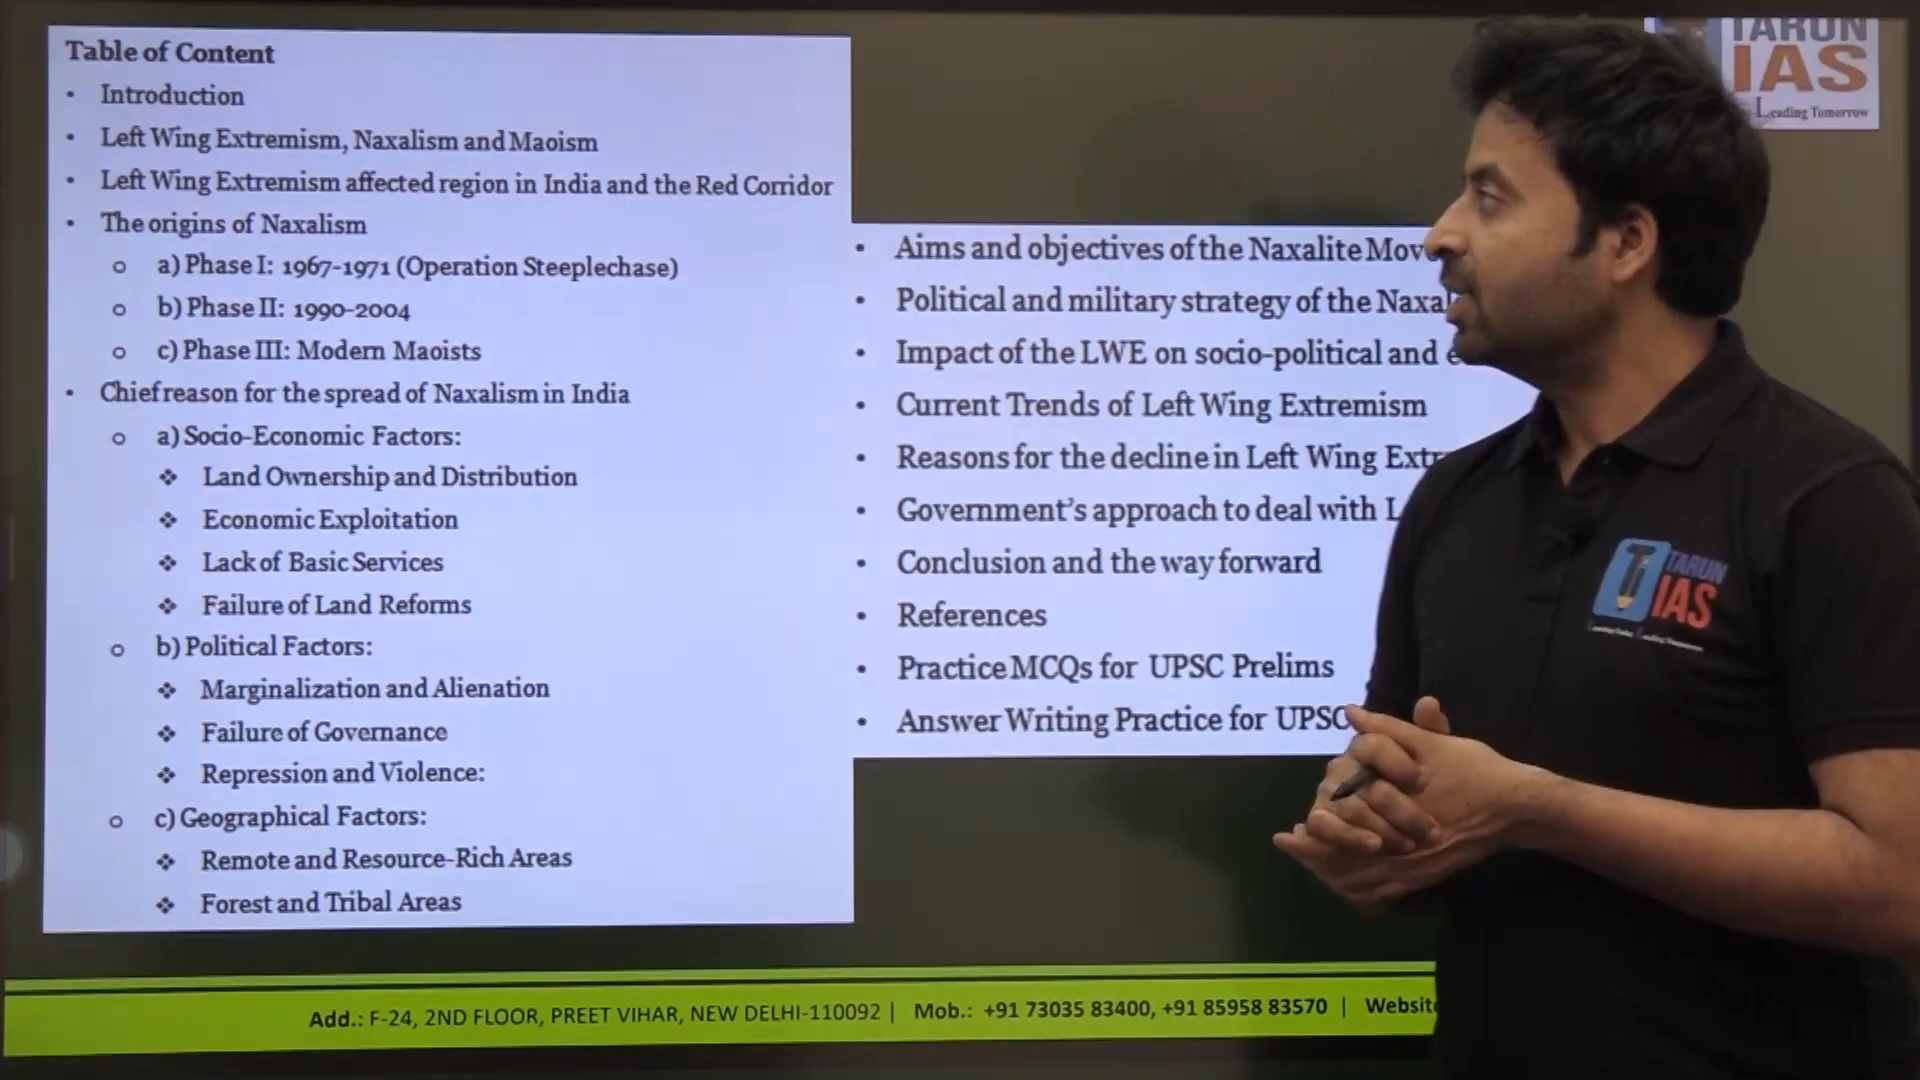 Table of Content
• Introduction
• Left Wing Extremism, Naxalism and Maoism
• Left Wing Extremism affected region in India and the Red Corridor
• The origins of Naxalism
o a) Phase I: 1967-1971 (Operation Steeplechase)
o b) Phase II: 1990-2004
o c) Phase III: Modern Maoists
• Chief reason for the spread of Naxalism in India
o a) Socio-Economic Factors:
❖ Land Ownership and Distribution
❖ Economic Exploitation
❖ Lack of Basic Services
❖ Failure of Land Reforms
o b) Political Factors:
❖ Marginalization and Alienation
❖ Failure of Governance
❖ Repression and Violence:
o c) Geographical Factors:
❖ Remote and Resource-Rich Areas
❖ Forest and Tribal Areas
• Aims and objectives of the Naxalite
• Political and military strategy of the
• Impact of the LWE on socio-political and
• Current Trends of Left Wing Extremism
• Reasons for the decline in Left Wing
• Government's approach to deal with
• Conclusion and the way forward
• References
• Practice MCQs for UPSC Prelims
• Answer Writing Practice for UPSC
TARUN
IAS
Leading Tomorrow
TARUN
IAS
Add.: F-24, 2ND FLOOR, PREET VIHAR, NEW DELHI-110092 | Mob.: +91 73035 83400, +91 85958 83570 | Website